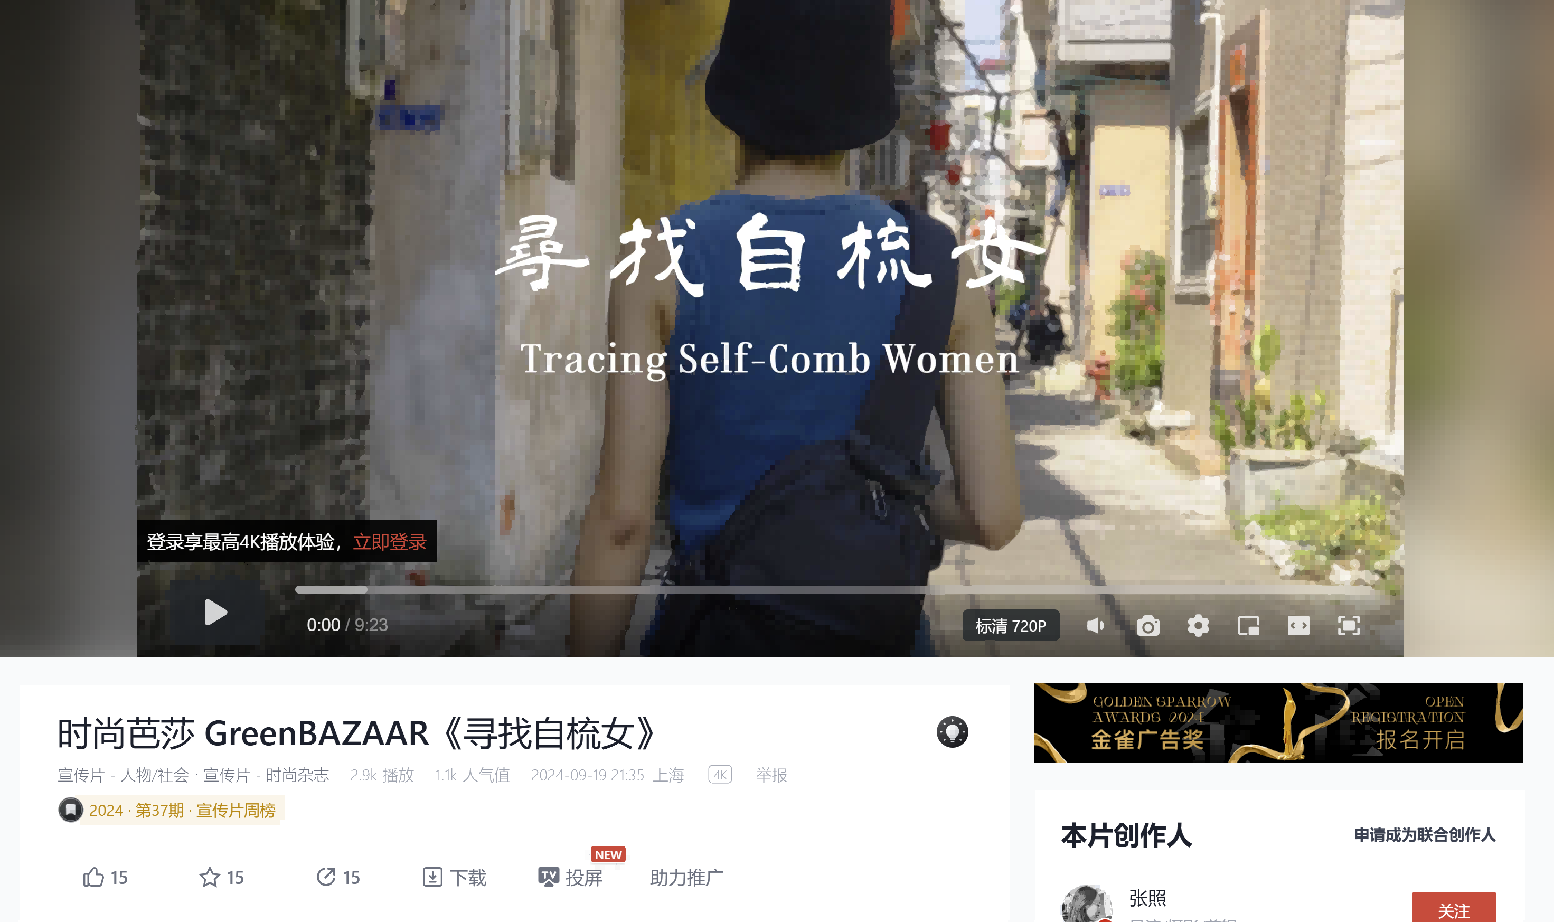 尋找自梳女
Tracing Self-Comb Women
登录享最高4K播放体验，立即登录
0:00 / 9:23
标清 720P
时尚芭莎 GreenBAZAAR《寻找自梳女》
宣传片 - 人物/社会 · 宣传片 - 时尚杂志 2.9k 播放 1.1k 人气值 2024-09-19 21:35 上海 4K 举报
2024 · 第37期 · 宣传片周榜
15 15 15 下载 TV 投屏 NEW 助力推广
GOLDEN SPARROW
AWARDS 2024
金雀广告奖
OPEN
REGISTRATION
报名开启
本片创作人 申请成为联合创作人
张照
关注